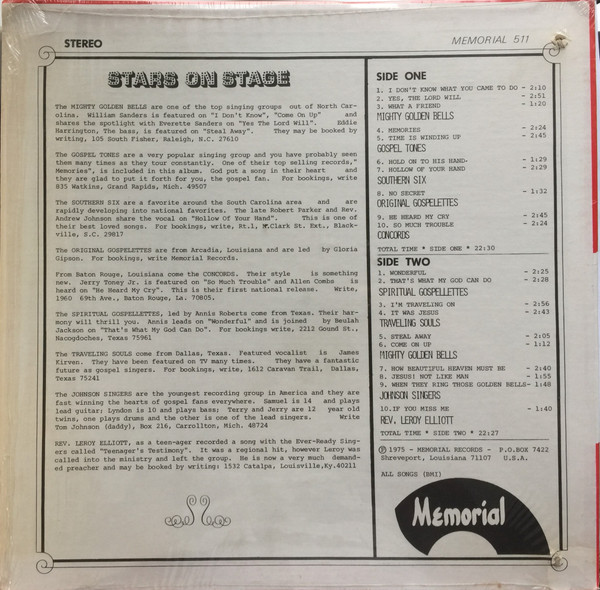 STEREO
MEMORIAL 511
STARS ON STAGE
The MIGHTY GOLDEN BELLS are one of the top singing groups out of North Car-
olina. William Sanders is featured on "I Don't Know", "Come On Up" and
shares the spotlight with Everette Sanders on "Yes The Lord Will". Eddie
Harrington, The bass, is featured on "Steal Away". They may be booked by
writing, 105 South Fisher, Raleigh, N.C. 27610
The GOSPEL TONES are a very popular singing group and you have probably seen
them many times as they tour constantly. One of their top selling records,"
Memories", is included in this album. God put a song in their heart and
they are glad to put it forth for you, the gospel fan. For bookings, write
835 Watkins, Grand Rapids, Mich. 49507
The SOUTHERN SIX are a favorite around the South Carolina area and are
rapidly developing into national favorites. The late Robert Parker and Rev.
Andrew Johnson share the vocal on "Hollow Of Your Hand". This is one of
their best loved songs. For bookings, write, Rt.1, M.Clark St. Ext., Black-
ville, S.C. 29817
The ORIGINAL GOSPELETTES are from Arcadia, Louisiana and are led by Gloria
Gipson. For bookings, write Memorial Records.
From Baton Rouge, Louisiana come the CONCORDS. Their style is something
new. Jerry Toney Jr. is featured on "So Much Trouble" and Allen Combs is
heard on "He Heard My Cry". This is their first national release. Write,
1960 69th Ave., Baton Rouge, La. 70805.
The SPIRITUAL GOSPELLETTES, led by Annis Roberts come from Texas. Their har-
mony will thrill you. Annis leads on "Wonderful" and is joined by Beulah
Jackson on "That's What My God Can Do". For bookings write, 2212 Gound St.,
Nacogdoches, Texas 75961
The TRAVELING SOULS come from Dallas, Texas. Featured vocalist is James
Kirven. They have been featured on TV many times. They have a fantastic
future as gospel singers. For bookings, write, 1612 Caravan Trail, Dallas,
Texas 75241
The JOHNSON SINGERS are the youngest recording group in America and they are
fast winning the hearts of gospel fans everywhere. Samuel is 14 and plays
lead guitar; Lyndon is 10 and plays bass; Terry and Jerry are 12 year old
twins, one plays drums and the other is one of the lead singers. Write
Tom Johnson (daddy), Box 216, Carrollton, Mich. 48724
REV. LEROY ELLIOTT, as a teen-ager recorded a song with the Ever-Ready Sing-
ers called "Teenager's Testimony". It was a regional hit, however Leroy was
called into the ministry and left the group. He is now a very much demand-
ed preacher and may be booked by writing: 1532 Catalpa, Louisville,Ky.40211
SIDE ONE
1. I DON'T KNOW WHAT YOU CAME TO DO - 2:10
2. YES, THE LORD WILL - 2:51
3. WHAT A FRIEND - 1:20
MIGHTY GOLDEN BELLS
4. MEMORIES - 2:24
5. TIME IS WINDING UP - 2:45
GOSPEL TONES
6. HOLD ON TO HIS HAND - 1:29
7. HOLLOW OF YOUR HAND - 2:29
SOUTHERN SIX
8. NO SECRET - 1:32
ORIGINAL GOSPELETTES
9. HE HEARD MY CRY - 2:45
10. SO MUCH TROUBLE - 2:24
CONCORDS
TOTAL TIME * SIDE ONE * 22:30
SIDE TWO
1. WONDERFUL - 2:25
2. THAT'S WHAT MY GOD CAN DO - 2:28
SPIRITUAL GOSPELLETTES
3. I'M TRAVELING ON - 2:56
4. IT WAS JESUS - 2:43
TRAVELING SOULS
5. STEAL AWAY - 2:05
6. COME ON UP - 1:12
MIGHTY GOLDEN BELLS
7. HOW BEAUTIFUL HEAVEN MUST BE - 2:40
8. JESUS! NOT LIKE MAN - 1:55
9. WHEN THEY RING THOSE GOLDEN BELLS- 1:48
JOHNSON SINGERS
10.IF YOU MISS ME - 1:40
REV. LEROY ELLIOTT
TOTAL TIME * SIDE TWO * 22:27
Ⓟ 1975 - MEMORIAL RECORDS - P.O.BOX 7422
Shreveport, Louisiana 71107 U.S.A.
ALL SONGS (BMI)
Memorial